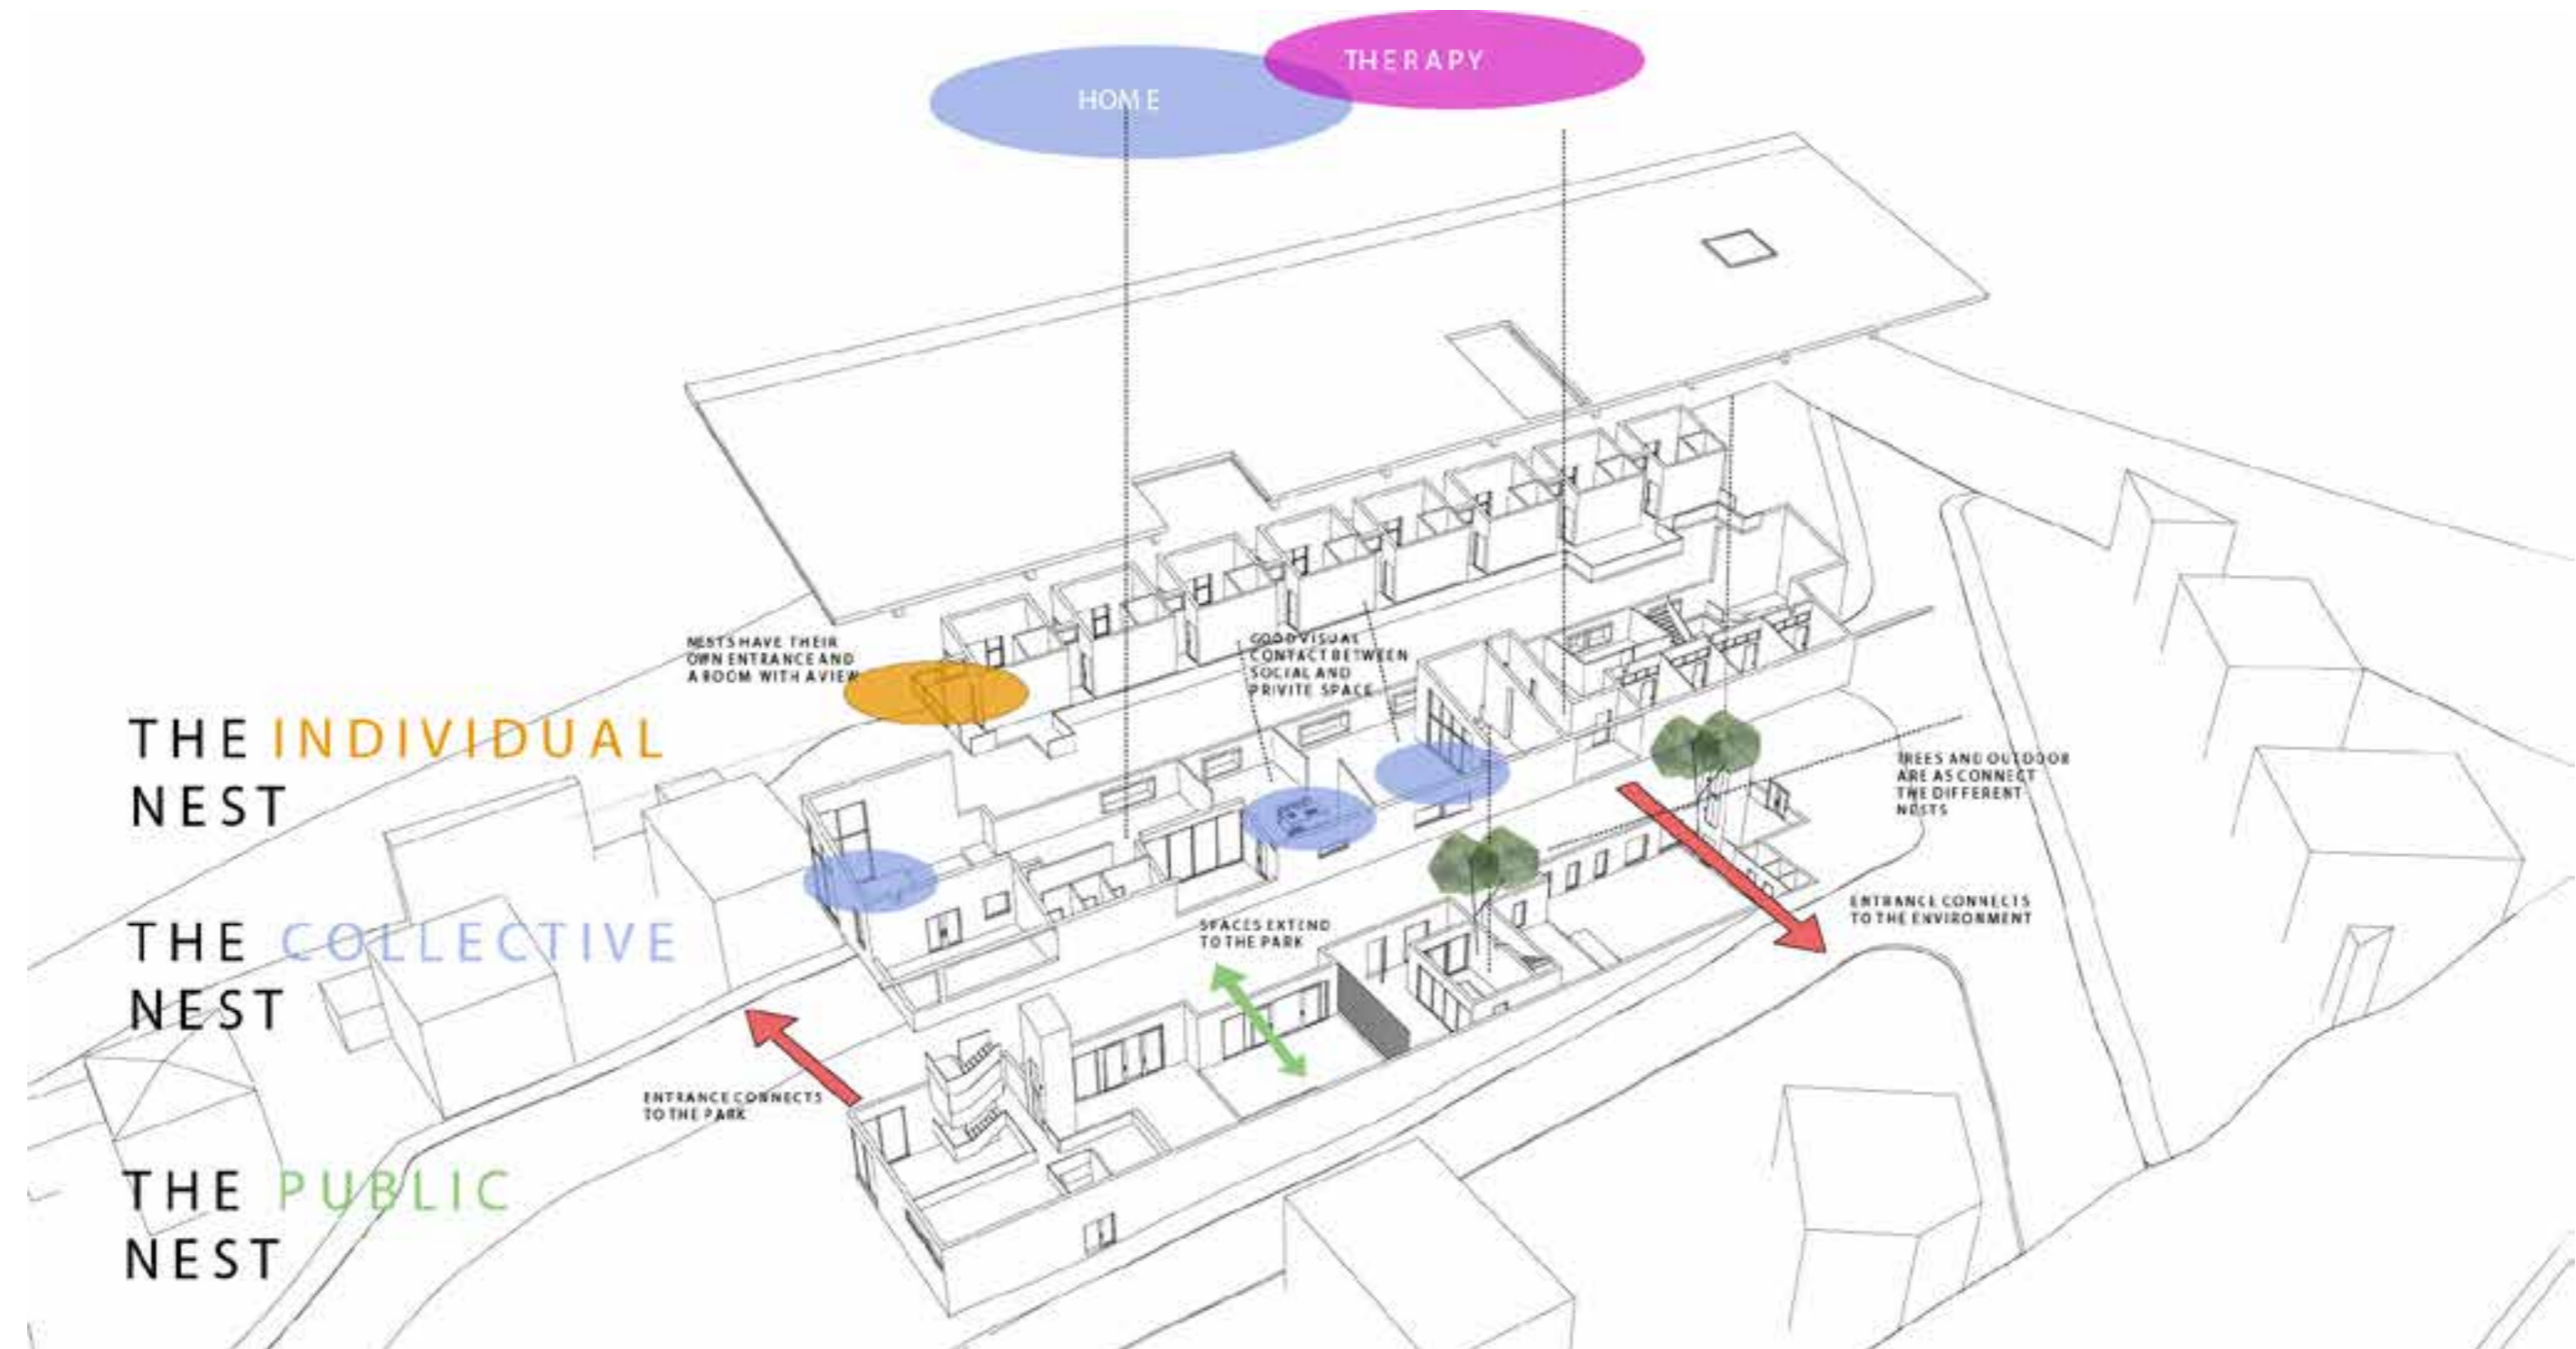 THERAPY
HOME
NESTS HAVE THEIR
OWN ENTRANCE AND
A ROOM WITH A VIEW
GOOD VISUAL
CONTACT BETWEEN
SOCIAL AND
PRIVITE SPACE
THE INDIVIDUAL
NEST
TREES AND OUTDOOR
AREAS CONNECT
THE DIFFERENT
NESTS
ENTRANCE CONNECTS
TO THE ENVIRONMENT
SPACES EXTEND
TO THE PARK
THE COLLECTIVE
NEST
ENTRANCE CONNECTS
TO THE PARK
THE PUBLIC
NEST